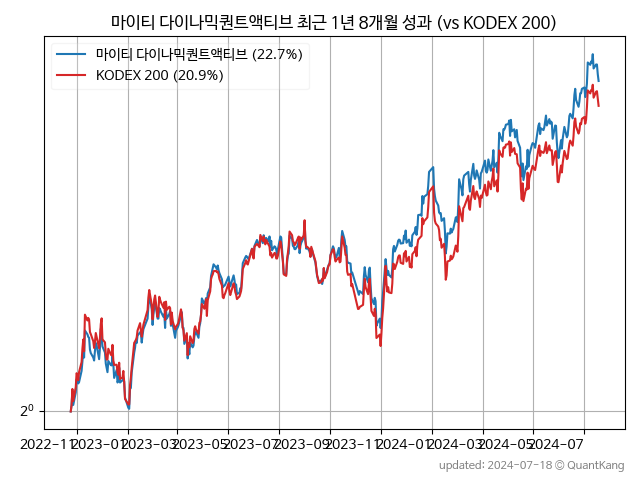 마이티 다이나믹퀀트액티브 최근 1년 8개월 성과 (vs KODEX 200)
마이티 다이나믹퀀트액티브 (22.7%)
KODEX 200 (20.9%)
2⁰
2022-11 2023-01 2023-03 2023-05 2023-07 2023-09 2023-11 2024-01 2024-03 2024-05 2024-07
updated: 2024-07-18 © QuantKang